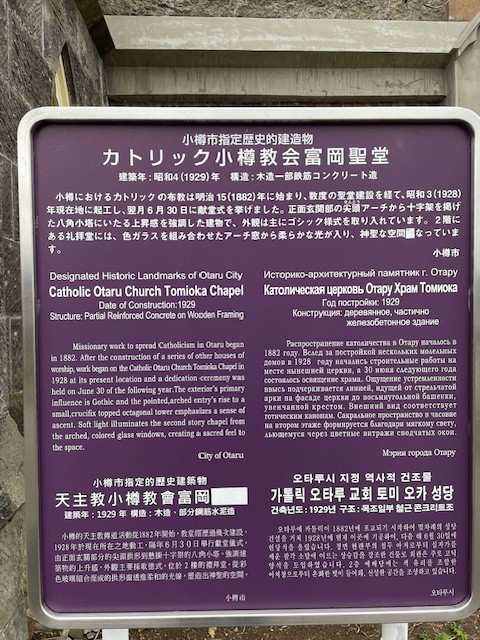 小樽市指定歴史的建造物
カトリック小樽教会富岡聖堂
建築年：昭和4(1929)年　構造：木造一部鉄筋コンクリート造
小樽におけるカトリックの布教は明治15(1882)年に始まり、数度の聖堂建設を経て、昭和3(1928)
年現在地に起工し、翌月6月30日に献堂式を挙げました。正面玄関部の尖頭アーチから十字架を掲げ
た八角小塔にいたる上昇感を強調した建物で、外観は主にゴシック様式を取り入れています。2階に
ある礼拝堂には、色ガラスを組み合わせたアーチ窓から柔らかな光が入り、神聖な空間 なっていま
す。
小樽市
Designated Historic Landmarks of Otaru City
Catholic Otaru Church Tomioka Chapel
Date of Construction:1929
Structure: Partial Reinforced Concrete on Wooden Framing
Missionary work to spread Catholicism in Otaru began
in 1882. After the construction of a series of other houses of
worship, work began on the Catholic Otaru Church Tomioka Chapel in
1928 at its present location and a dedication ceremony was
held on June 30 of the following year. The exterior's primary
influence is Gothic and the pointed,arched entry's rise to a
small,crucifix topped octagonal tower emphasizes a sense of
ascent. Soft light illuminates the second story chapel from
the arched, colored glass windows, creating a sacred feel to
the space.
City of Otaru
Историко-архитектурный памятник г. Отару
Католическая церковь Отару Храм Томиока
Год постройки: 1929
Конструкция: деревянное, частично
железобетонное здание
Распространение католичества в Отару началось в
1882 году. Вслед за постройкой нескольких молельных
домов в 1928 году начались строительные работы на
месте нынешней церкви, а 30 июня следующего года
состоялось освящение храма. Ощущение устремленности
ввысь подчеркивается линией, идущей от стрельчатой
арки на фасаде церкви до восьмиугольной башенки,
увенчанной крестом. Внешний вид соответствует
готическим канонам. Сакральное пространство в часовне
на втором этаже формируется благодаря мягкому свету,
льющемуся через цветные витражи сводчатых окон.
Мэрия города Отару
小樽市指定的歷史建築物
天主教小樽教會富岡
建築年：1929年 構造：木造、部分鋼筋水泥造
小樽市
오타루시 지정 역사적 건조물
가톨릭 오타루 교회 토미 오카 성당
건축년도: 1929년 구조: 목조일부 철근 콘크리트조
오타루시